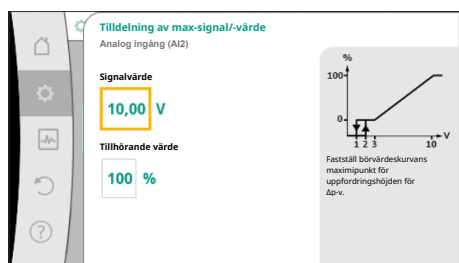 Tilldelning av max-signal/-värde
Analog ingång (AI2)
Signalvärde
10,00 V
Tillhörande värde
100 %
%
100
0
1 2 3 10
V
Fastställ börvärdeskurvans
maximipunkt för
uppfordringshöjden för
Δp-v.
?